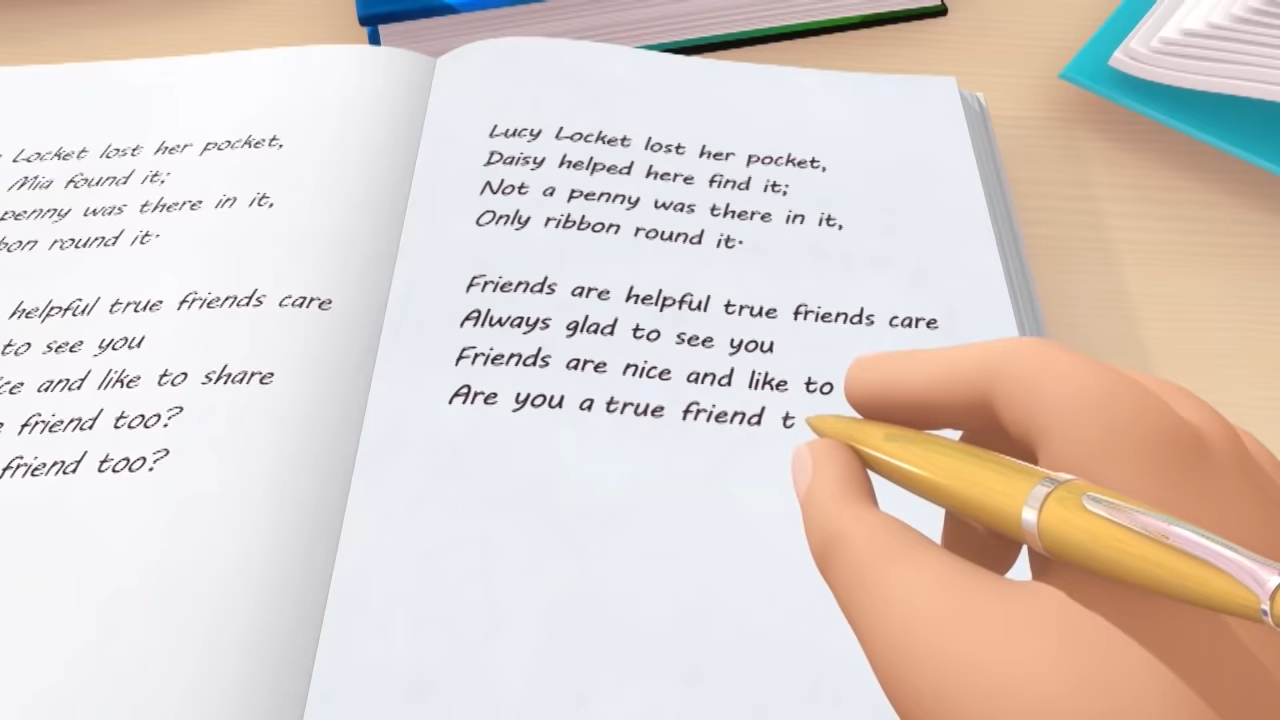 Locket lost her pocket,
Mia found it;
penny was there in it,
bon round it.
helpful true friends care
to see you
ce and like to share
e friend too?
friend too?
Lucy Locket lost her pocket,
Daisy helped here find it;
Not a penny was there in it,
Only ribbon round it.
Friends are helpful true friends care
Always glad to see you
Friends are nice and like to
Are you a true friend t